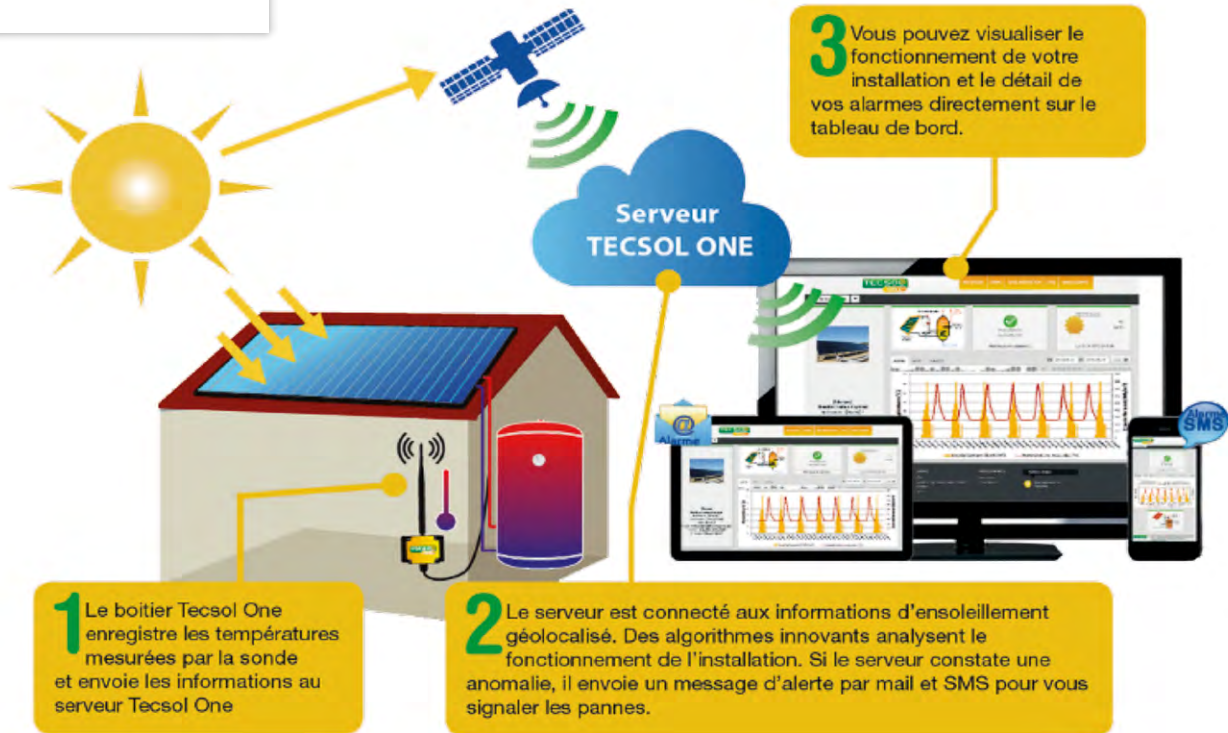 3 Vous pouvez visualiser le
fonctionnement de votre
installation et le détail de
vos alarmes directement sur le
tableau de bord.
Serveur
TECSOL ONE
@
Alarme
Alarme
SMS
1 Le boitier Tecsol One
enregistre les températures
mesurées par la sonde
et envoie les informations au
serveur Tecsol One
2 Le serveur est connecté aux informations d'ensoleillement
géolocalisé. Des algorithmes innovants analysent le
fonctionnement de l'installation. Si le serveur constate une
anomalie, il envoie un message d'alerte par mail et SMS pour vous
signaler les pannes.